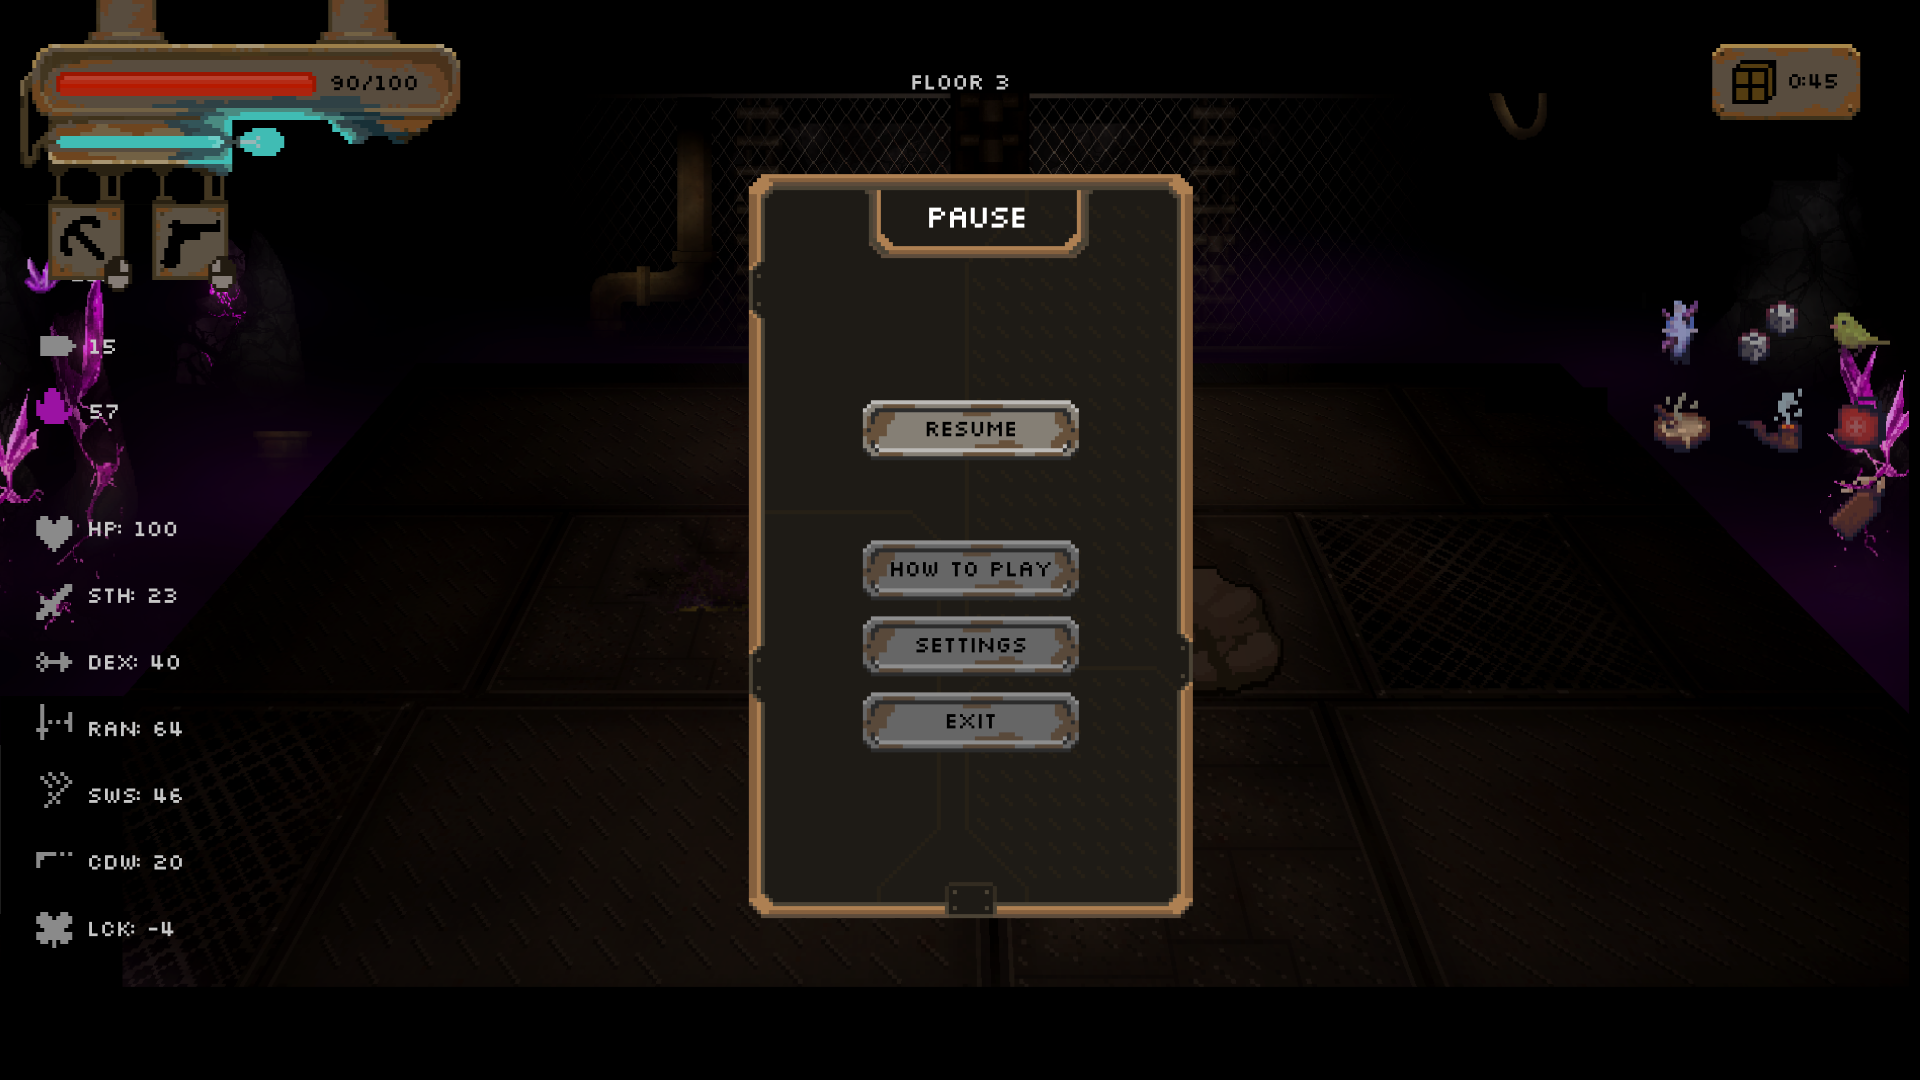 90/100
FLOOR 3
0:45
PAUSE
15
57
RESUME
HOW TO PLAY
SETTINGS
EXIT
HP: 100
STH: 23
DEX: 40
RAN: 64
SWS: 46
CDW: 20
LCK: -4